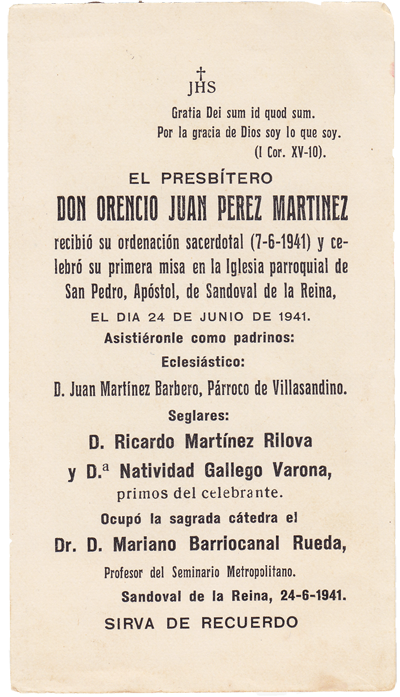 †
JHS
Gratia Dei sum id quod sum.
Por la gracia de Dios soy lo que soy.
(I Cor. XV-10).
EL PRESBÍTERO
DON ORENCIO JUAN PEREZ MARTINEZ
recibió su ordenación sacerdotal (7-6-1941) y ce-
lebró su primera misa en la Iglesia parroquial de
San Pedro, Apóstol, de Sandoval de la Reina,
EL DIA 24 DE JUNIO DE 1941.
Asistiéronle como padrinos:
Eclesiástico:
D. Juan Martínez Barbero, Párroco de Villasandino.
Seglares:
D. Ricardo Martínez Rilova
y D.ª Natividad Gallego Varona,
primos del celebrante.
Ocupó la sagrada cátedra el
Dr. D. Mariano Barriocanal Rueda,
Profesor del Seminario Metropolitano.
Sandoval de la Reina, 24-6-1941.
SIRVA DE RECUERDO